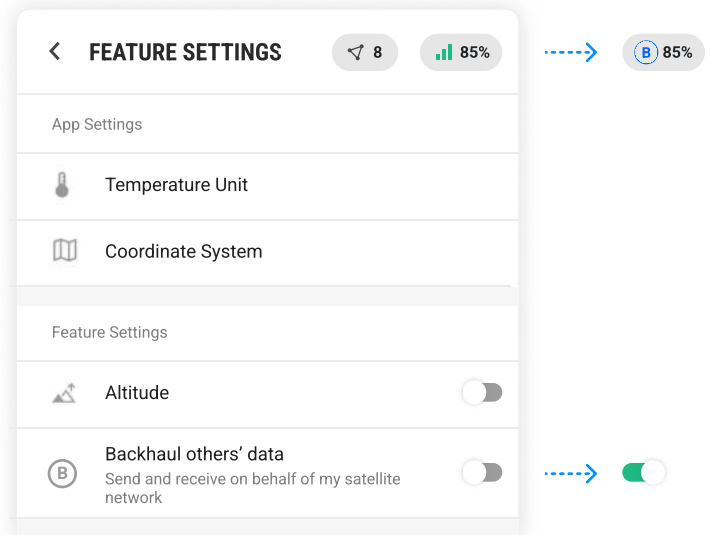 FEATURE SETTINGS 8 85% B 85%
App Settings
Temperature Unit
Coordinate System
Feature Settings
Altitude
B Backhaul others’ data
Send and receive on behalf of my satellite
network